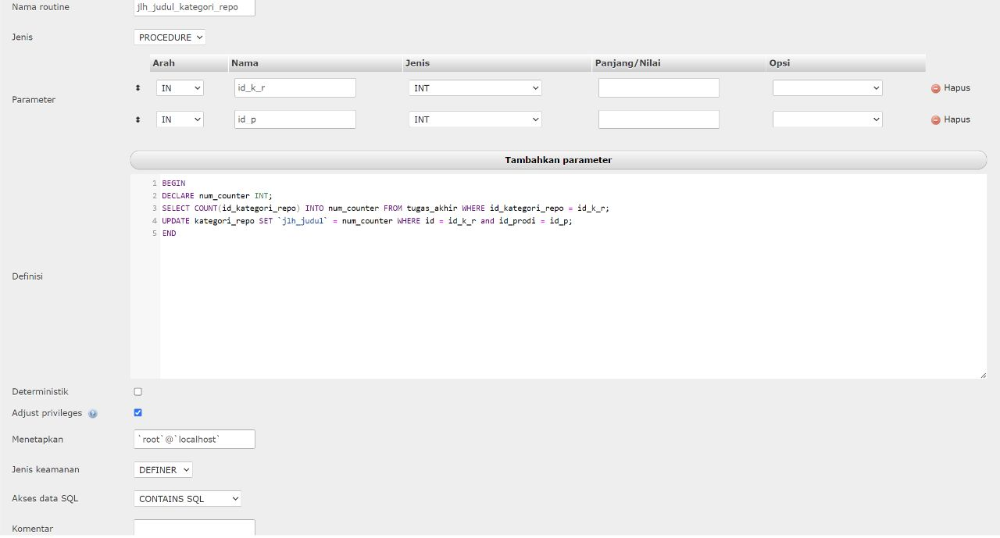 Nama routine jlh_judul_kategori_repo
Jenis PROCEDURE
Arah Nama Jenis Panjang/Nilai Opsi
IN id_k_r INT Hapus
Parameter
IN id_p INT Hapus
Tambahkan parameter
1 BEGIN
2 DECLARE num_counter INT;
3 SELECT COUNT(id_kategori_repo) INTO num_counter FROM tugas_akhir WHERE id_kategori_repo = id_k_r;
4 UPDATE kategori_repo SET `jlh_judul` = num_counter WHERE id = id_k_r and id_prodi = id_p;
5 END
Definisi
Deterministik
Adjust privileges
Menetapkan `root`@`localhost`
Jenis keamanan DEFINER
Akses data SQL CONTAINS SQL
Komentar